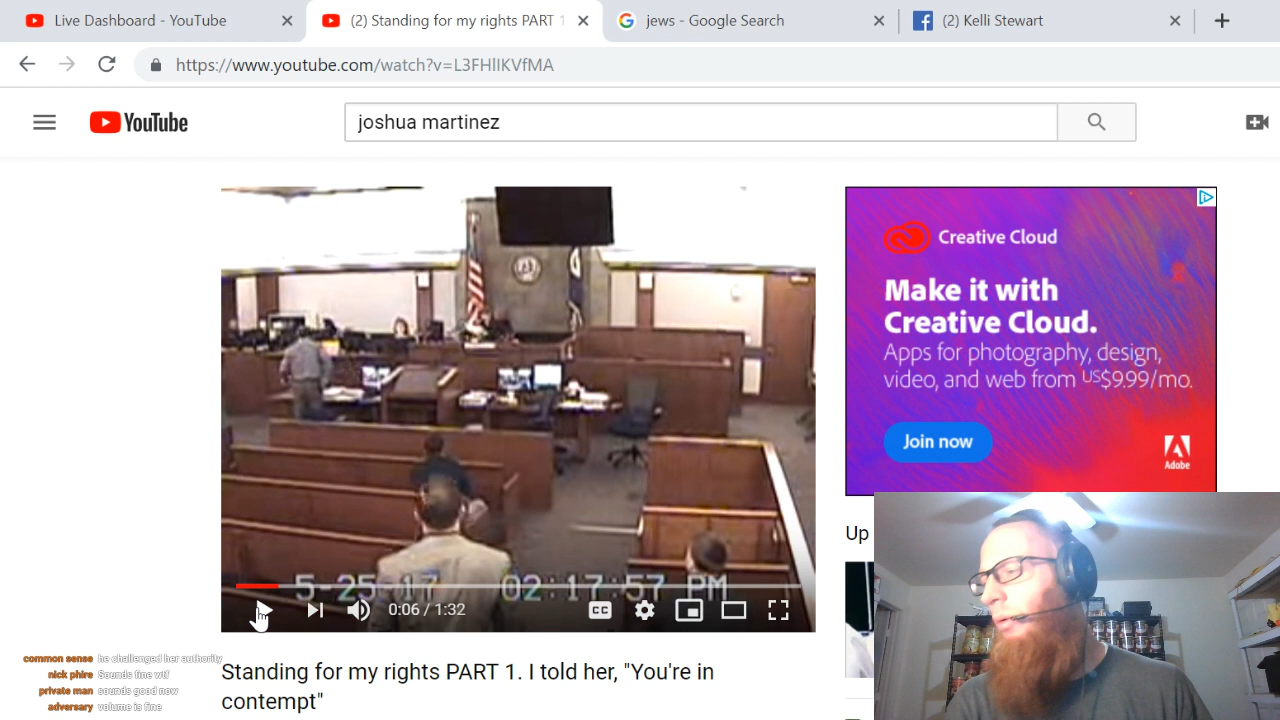 Live Dashboard - YouTube
(2) Standing for my rights PART 1
jews - Google Search
(2) Kelli Stewart
https://www.youtube.com/watch?v=L3FHlIKVfMA
YouTube
joshua martinez
Creative Cloud
Make it with
Creative Cloud.
Apps for photography, design,
video, and web from US$9.99/mo.
Join now
Adobe
Up
5-25-17 02:17:57 PM
0:06 / 1:32
CC
common sense he challenged her authority
nick phire Sounds fine wtf
private man sounds good now
adversary volume is fine
Standing for my rights PART 1. I told her, "You're in
contempt"